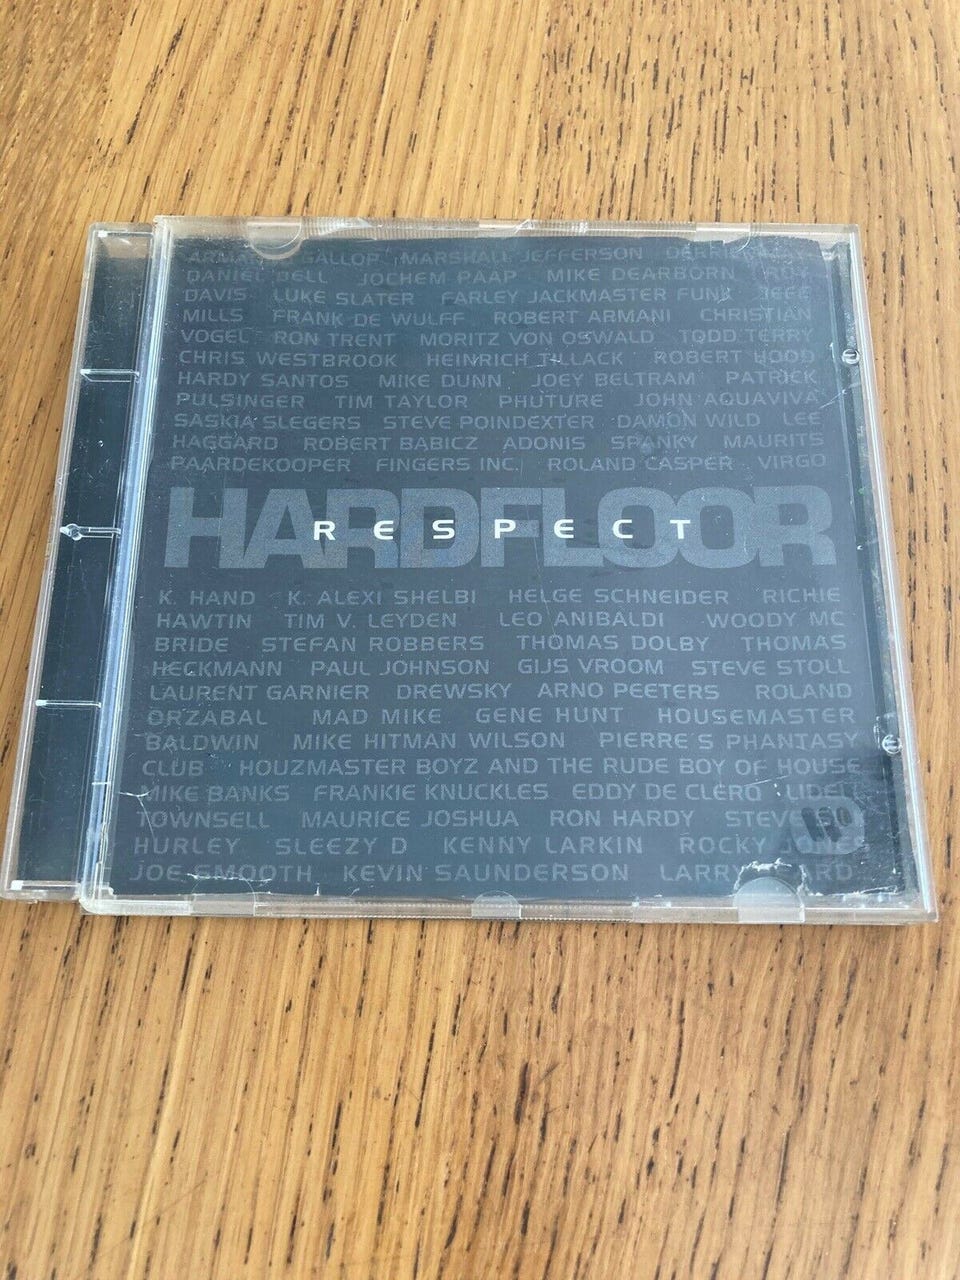 GALLOP MARSHALL JEFFERSON
DANIEL BELL JOCHEM PAAP MIKE DEARBORN ROY
DAVIS LUKE SLATER FARLEY JACKMASTER FUNK JEFF
MILLS FRANK DE WULFF ROBERT ARMANI CHRISTIAN
VOGEL RON TRENT MORITZ VON OSWALD TODD TERRY
CHRIS WESTBROOK HEINRICH TILLACK ROBERT HOOD
HARDY SANTOS MIKE DUNN JOEY BELTRAM PATRICK
PULSINGER TIM TAYLOR PHUTURE JOHN AQUAVIVA
SASKIA SLEGERS STEVE POINDEXTER DAMON WILD LEE
HAGGARD ROBERT BABICZ ADONIS SPANKY MAURITS
PAARDEKOOPER FINGERS INC. ROLAND CASPER VIRGO
HARDFLOOR
RESPECT
K. HAND K. ALEXI SHELBI HELGE SCHNEIDER RICHIE
HAWTIN TIM V. LEYDEN LEO ANIBALDI WOODY MC
BRIDE STEFAN ROBBERS THOMAS DOLBY THOMAS
HECKMANN PAUL JOHNSON GIJS VROOM STEVE STOLL
LAURENT GARNIER DREWSKY ARNO PEETERS ROLAND
ORZABAL MAD MIKE GENE HUNT HOUSEMASTER
BALDWIN MIKE HITMAN WILSON PIERRE'S PHANTASY
CLUB HOUZMASTER BOYZ AND THE RUDE BOY OF HOUSE
MIKE BANKS FRANKIE KNUCKLES EDDY DE CLERQ LIDELL
TOWNSELL MAURICE JOSHUA RON HARDY STEVE
HURLEY SLEEZY D KENNY LARKIN ROCKY JONES
JOE SMOOTH KEVIN SAUNDERSON LARRY